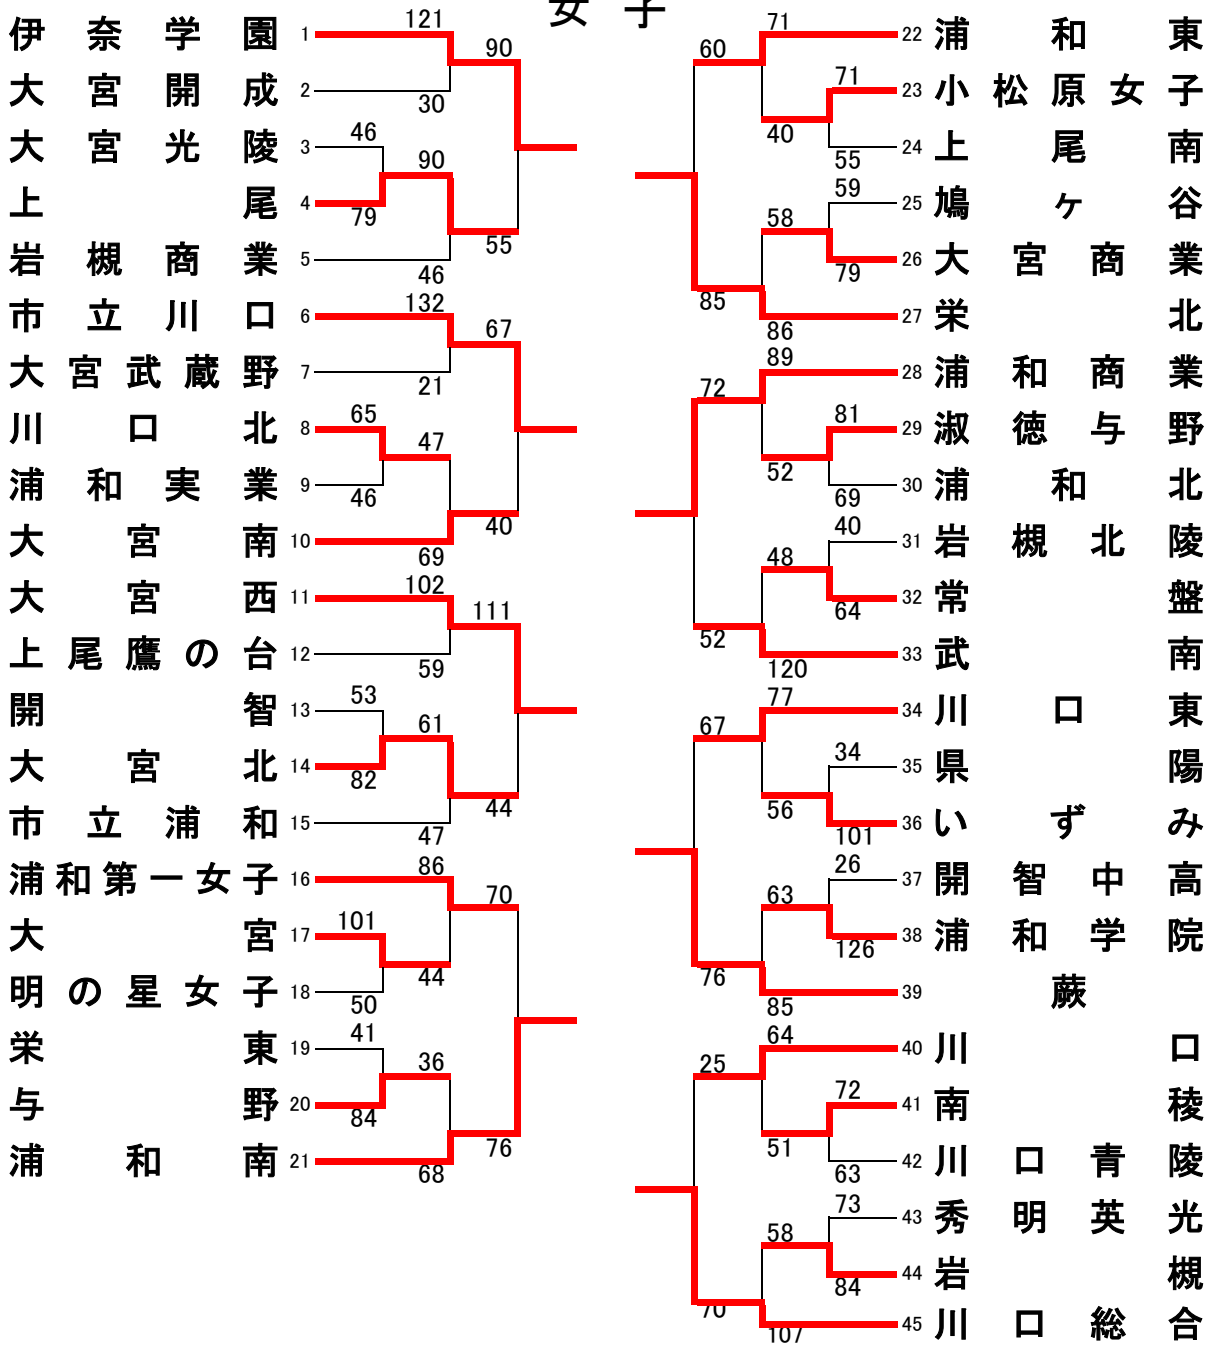 女子
121
伊奈学園 1
90
大宮開成 2
30
46
大宮光陵 3
90
上尾 4
79
55
岩槻商業 5
46
132
市立川口 6
67
大宮武蔵野 7
21
65
川口北 8
47
浦和実業 9
46
40
大宮南 10
69
102
大宮西 11
111
上尾鷹の台 12
59
53
開智 13
61
大宮北 14
82
44
市立浦和 15
47
86
浦和第一女子 16
70
101
大宮 17
44
明の星女子 18
50
41
栄東 19
36
与野 20
84
76
浦和南 21
68
71
22 浦和東
60
71
23 小松原女子
40
24 上尾南
55
59
25 鳩ヶ谷
58
26 大宮商業
79
85
27 栄北
86
89
28 浦和商業
72
81
29 淑徳与野
52
30 浦和北
69
40
31 岩槻北陵
48
32 常盤
64
52
33 武南
120
77
34 川口東
67
34
35 県陽
56
36 いずみ
101
26
37 開智中高
63
38 浦和学院
126
76
39 蕨
85
64
40 川口
25
72
41 南稜
51
42 川口青陵
63
73
43 秀明英光
58
44 岩槻
84
70
45 川口総合
107